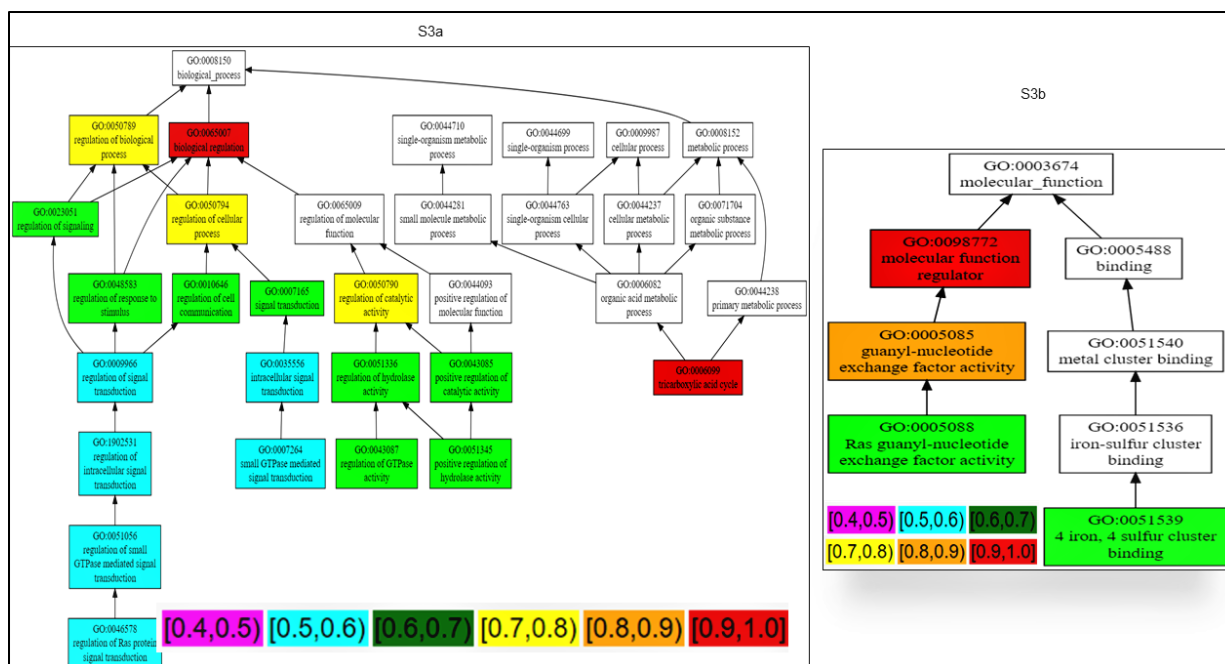 S3a
GO:0008150
biological_process
GO:0050789
regulation of biological
process
GO:0065007
biological regulation
GO:0044710
single-organism metabolic
process
GO:0044699
single-organism process
GO:0009987
cellular process
GO:0008152
metabolic process
GO:0023051
regulation of signaling
GO:0050794
regulation of cellular
process
GO:0065009
regulation of molecular
function
GO:0044281
small molecule metabolic
process
GO:0044763
single-organism cellular
process
GO:0044237
cellular metabolic
process
GO:0071704
organic substance
metabolic process
GO:0048583
regulation of response to
stimulus
GO:0010646
regulation of cell
communication
GO:0007165
signal transduction
GO:0050790
regulation of catalytic
activity
GO:0044093
positive regulation of
molecular function
GO:0006082
organic acid metabolic
process
GO:0044238
primary metabolic process
GO:0009966
regulation of signal
transduction
GO:0035556
intracellular signal
transduction
GO:0051336
regulation of hydrolase
activity
GO:0043085
positive regulation of
catalytic activity
GO:0006099
tricarboxylic acid cycle
GO:1902531
regulation of
intracellular signal
transduction
GO:0007264
small GTPase mediated
signal transduction
GO:0043087
regulation of GTPase
activity
GO:0051345
positive regulation of
hydrolase activity
GO:0051056
regulation of small
GTPase mediated signal
transduction
GO:0046578
regulation of Ras protein
signal transduction
[0.4,0.5) [0.5,0.6) [0.6,0.7) [0.7,0.8) [0.8,0.9) [0.9,1.0]
S3b
GO:0003674
molecular_function
GO:0098772
molecular function
regulator
GO:0005488
binding
GO:0005085
guanyl-nucleotide
exchange factor activity
GO:0051540
metal cluster binding
GO:0005088
Ras guanyl-nucleotide
exchange factor activity
GO:0051536
iron-sulfur cluster
binding
GO:0051539
4 iron, 4 sulfur cluster
binding
[0.4,0.5) [0.5,0.6) [0.6,0.7)
[0.7,0.8) [0.8,0.9) [0.9,1.0]